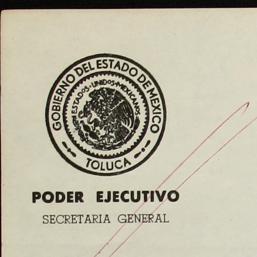 GOBIERNO DEL ESTADO DE MEXICO
ESTADOS UNIDOS MEXICANOS
TOLUCA
PODER EJECUTIVO
SECRETARIA GENERAL